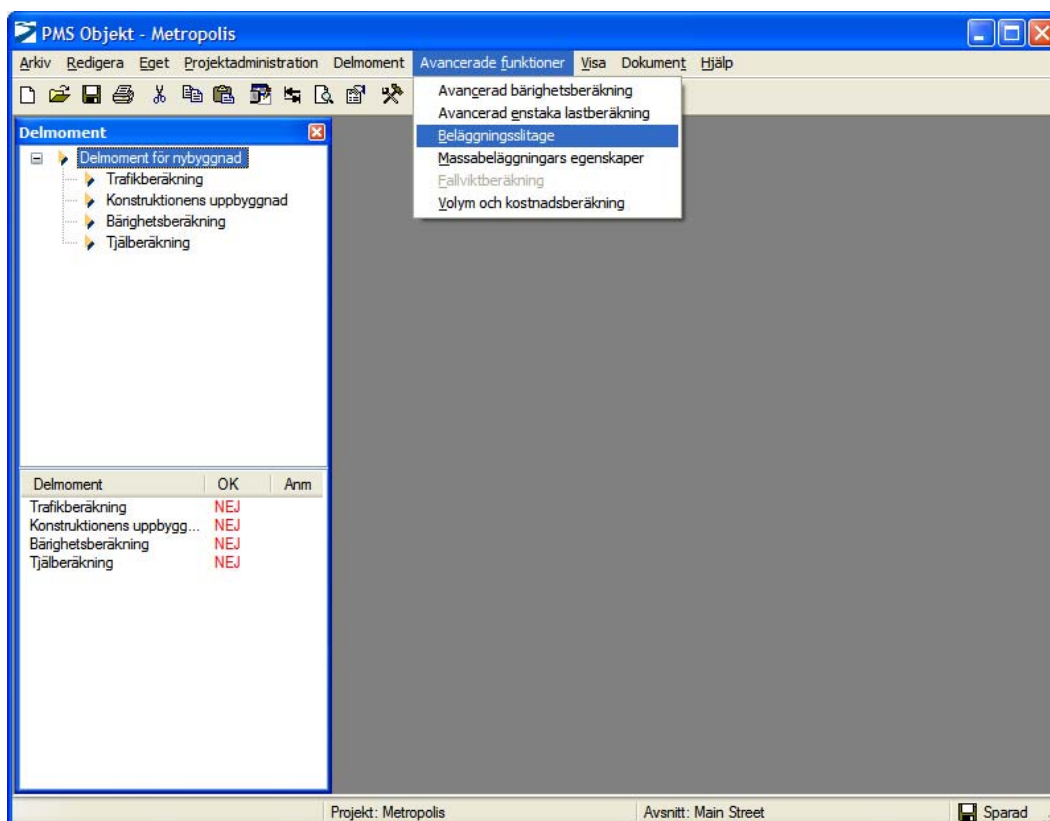 PMS Objekt - Metropolis
Arkiv Redigera Eget Projektadministration Delmoment Avancerade funktioner Visa Dokument Hjälp
Avancerad bärighetsberäkning
Avancerad enstaka lastberäkning
Beläggningsslitage
Massabeläggningars egenskaper
Fallviktberäkning
Volym och kostnadsberäkning
Delmoment
Delmoment för nybyggnad
Trafikberäkning
Konstruktionens uppbyggnad
Bärighetsberäkning
Tjälberäkning
Delmoment OK Anm
Trafikberäkning NEJ
Konstruktionens uppbygg... NEJ
Bärighetsberäkning NEJ
Tjälberäkning NEJ
Projekt: Metropolis Avsnitt: Main Street Sparad